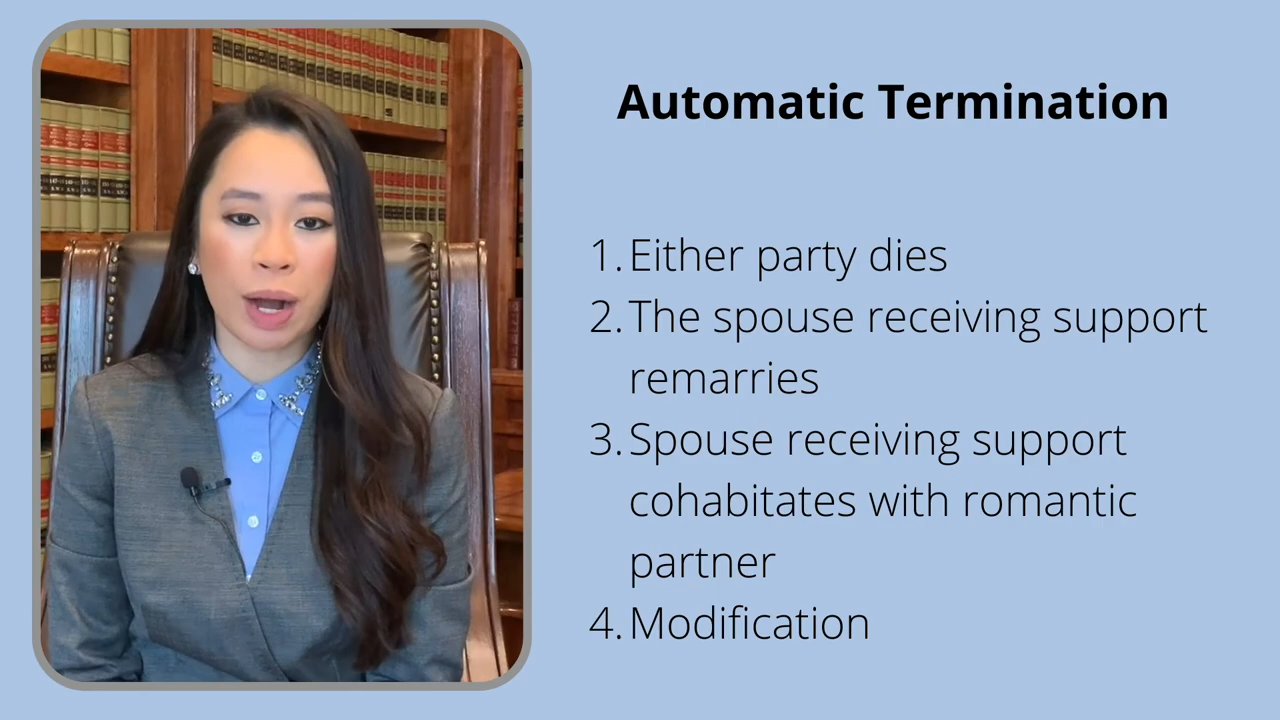 Automatic Termination
1. Either party dies
2. The spouse receiving support
remarries
3. Spouse receiving support
cohabitates with romantic
partner
4. Modification